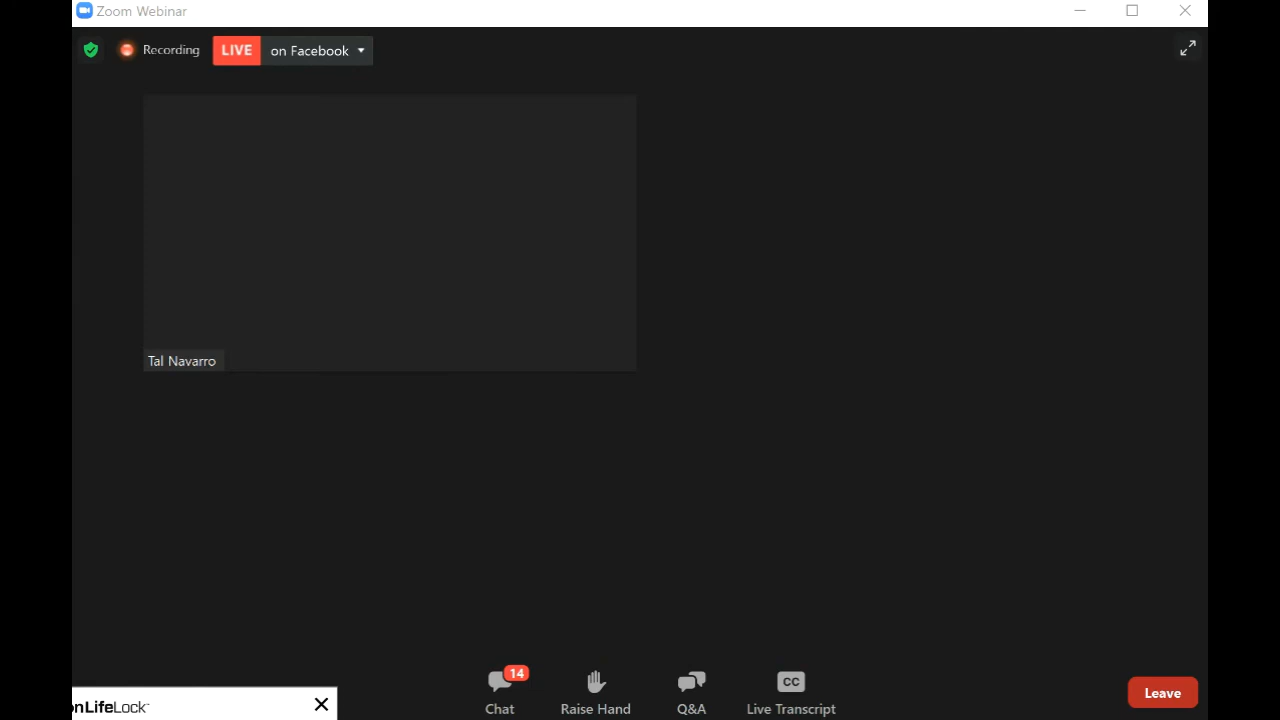 Zoom Webinar
Recording
LIVE on Facebook
Tal Navarro
14
Chat
Raise Hand
Q&A
CC
Live Transcript
Leave
nLifeLock